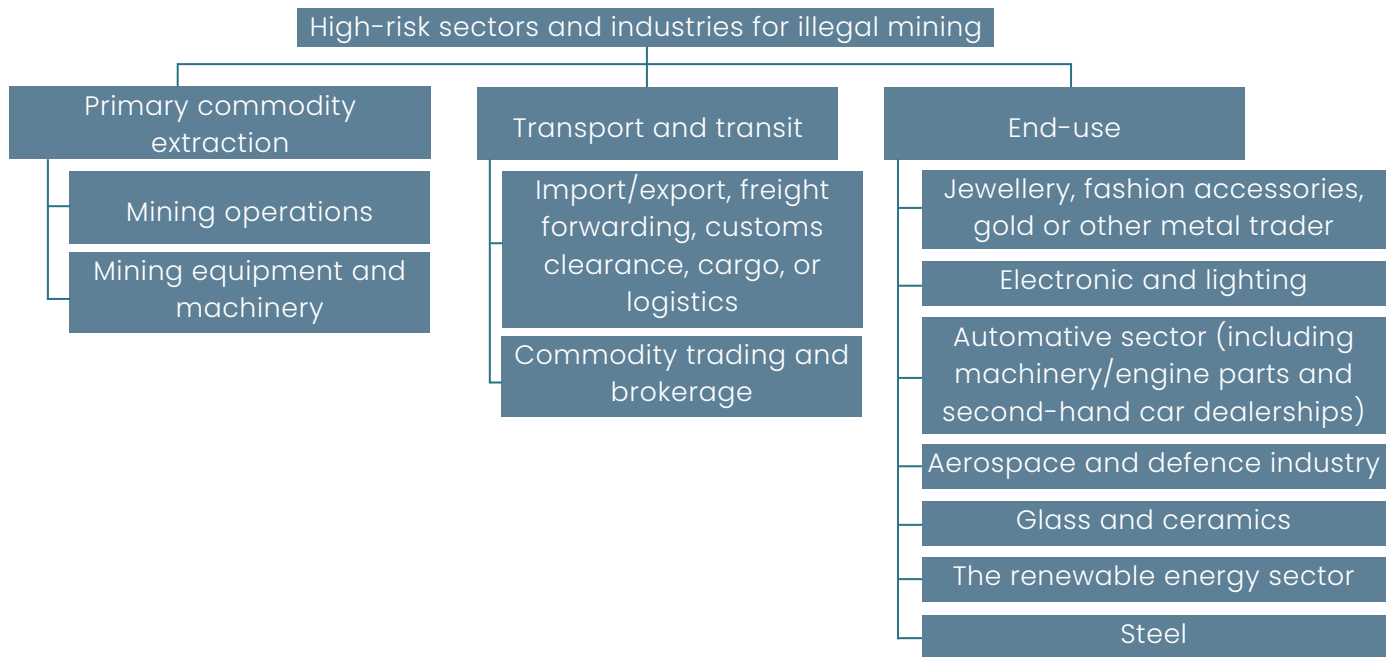 High-risk sectors and industries for illegal mining
Primary commodity
extraction
Mining operations
Mining equipment and
machinery
Transport and transit
Import/export, freight
forwarding, customs
clearance, cargo, or
logistics
Commodity trading and
brokerage
End-use
Jewellery, fashion accessories,
gold or other metal trader
Electronic and lighting
Automative sector (including
machinery/engine parts and
second-hand car dealerships)
Aerospace and defence industry
Glass and ceramics
The renewable energy sector
Steel